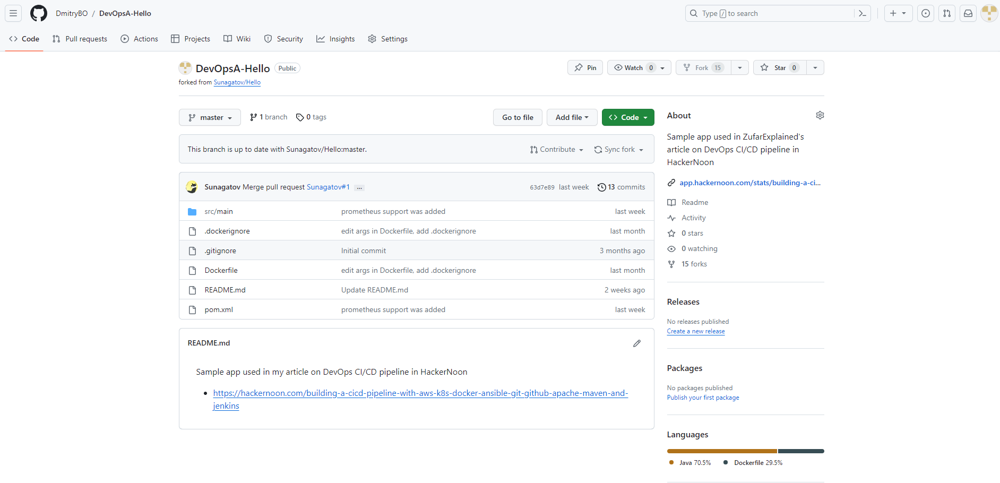 DmitryBO / DevOpsA-Hello
Type / to search
Code Pull requests Actions Projects Wiki Security Insights Settings
DevOpsA-Hello Public
forked from Sunagatov/Hello
Pin Watch 0 Fork 15 Star 0
master 1 branch 0 tags Go to file Add file Code
This branch is up to date with Sunagatov/Hello:master. Contribute Sync fork
Sunagatov Merge pull request Sunagatov#1 ... 63d7e89 last week 13 commits
src/main prometheus support was added last week
.dockerignore edit args in Dockerfile, add .dockerignore last month
.gitignore Initial commit 3 months ago
Dockerfile edit args in Dockerfile, add .dockerignore last month
README.md Update README.md 2 weeks ago
pom.xml prometheus support was added last week
README.md
Sample app used in my article on DevOps CI/CD pipeline in HackerNoon
https://hackernoon.com/building-a-cicd-pipeline-with-aws-k8s-docker-ansible-git-github-apache-maven-and-
jenkins
About
Sample app used in ZufarExplained's
article on DevOps CI/CD pipeline in
HackerNoon
app.hackernoon.com/stats/building-a-ci...
Readme
Activity
0 stars
0 watching
15 forks
Releases
No releases published
Create a new release
Packages
No packages published
Publish your first package
Languages
Java 70.5% Dockerfile 29.5%